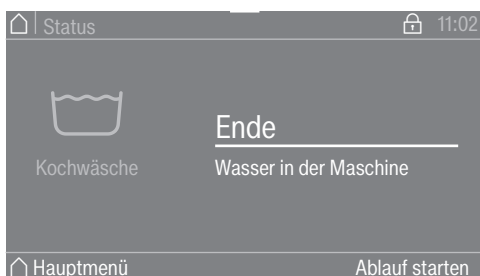 Status 11:02
Ende
Kochwäsche Wasser in der Maschine
Hauptmenü Ablauf starten